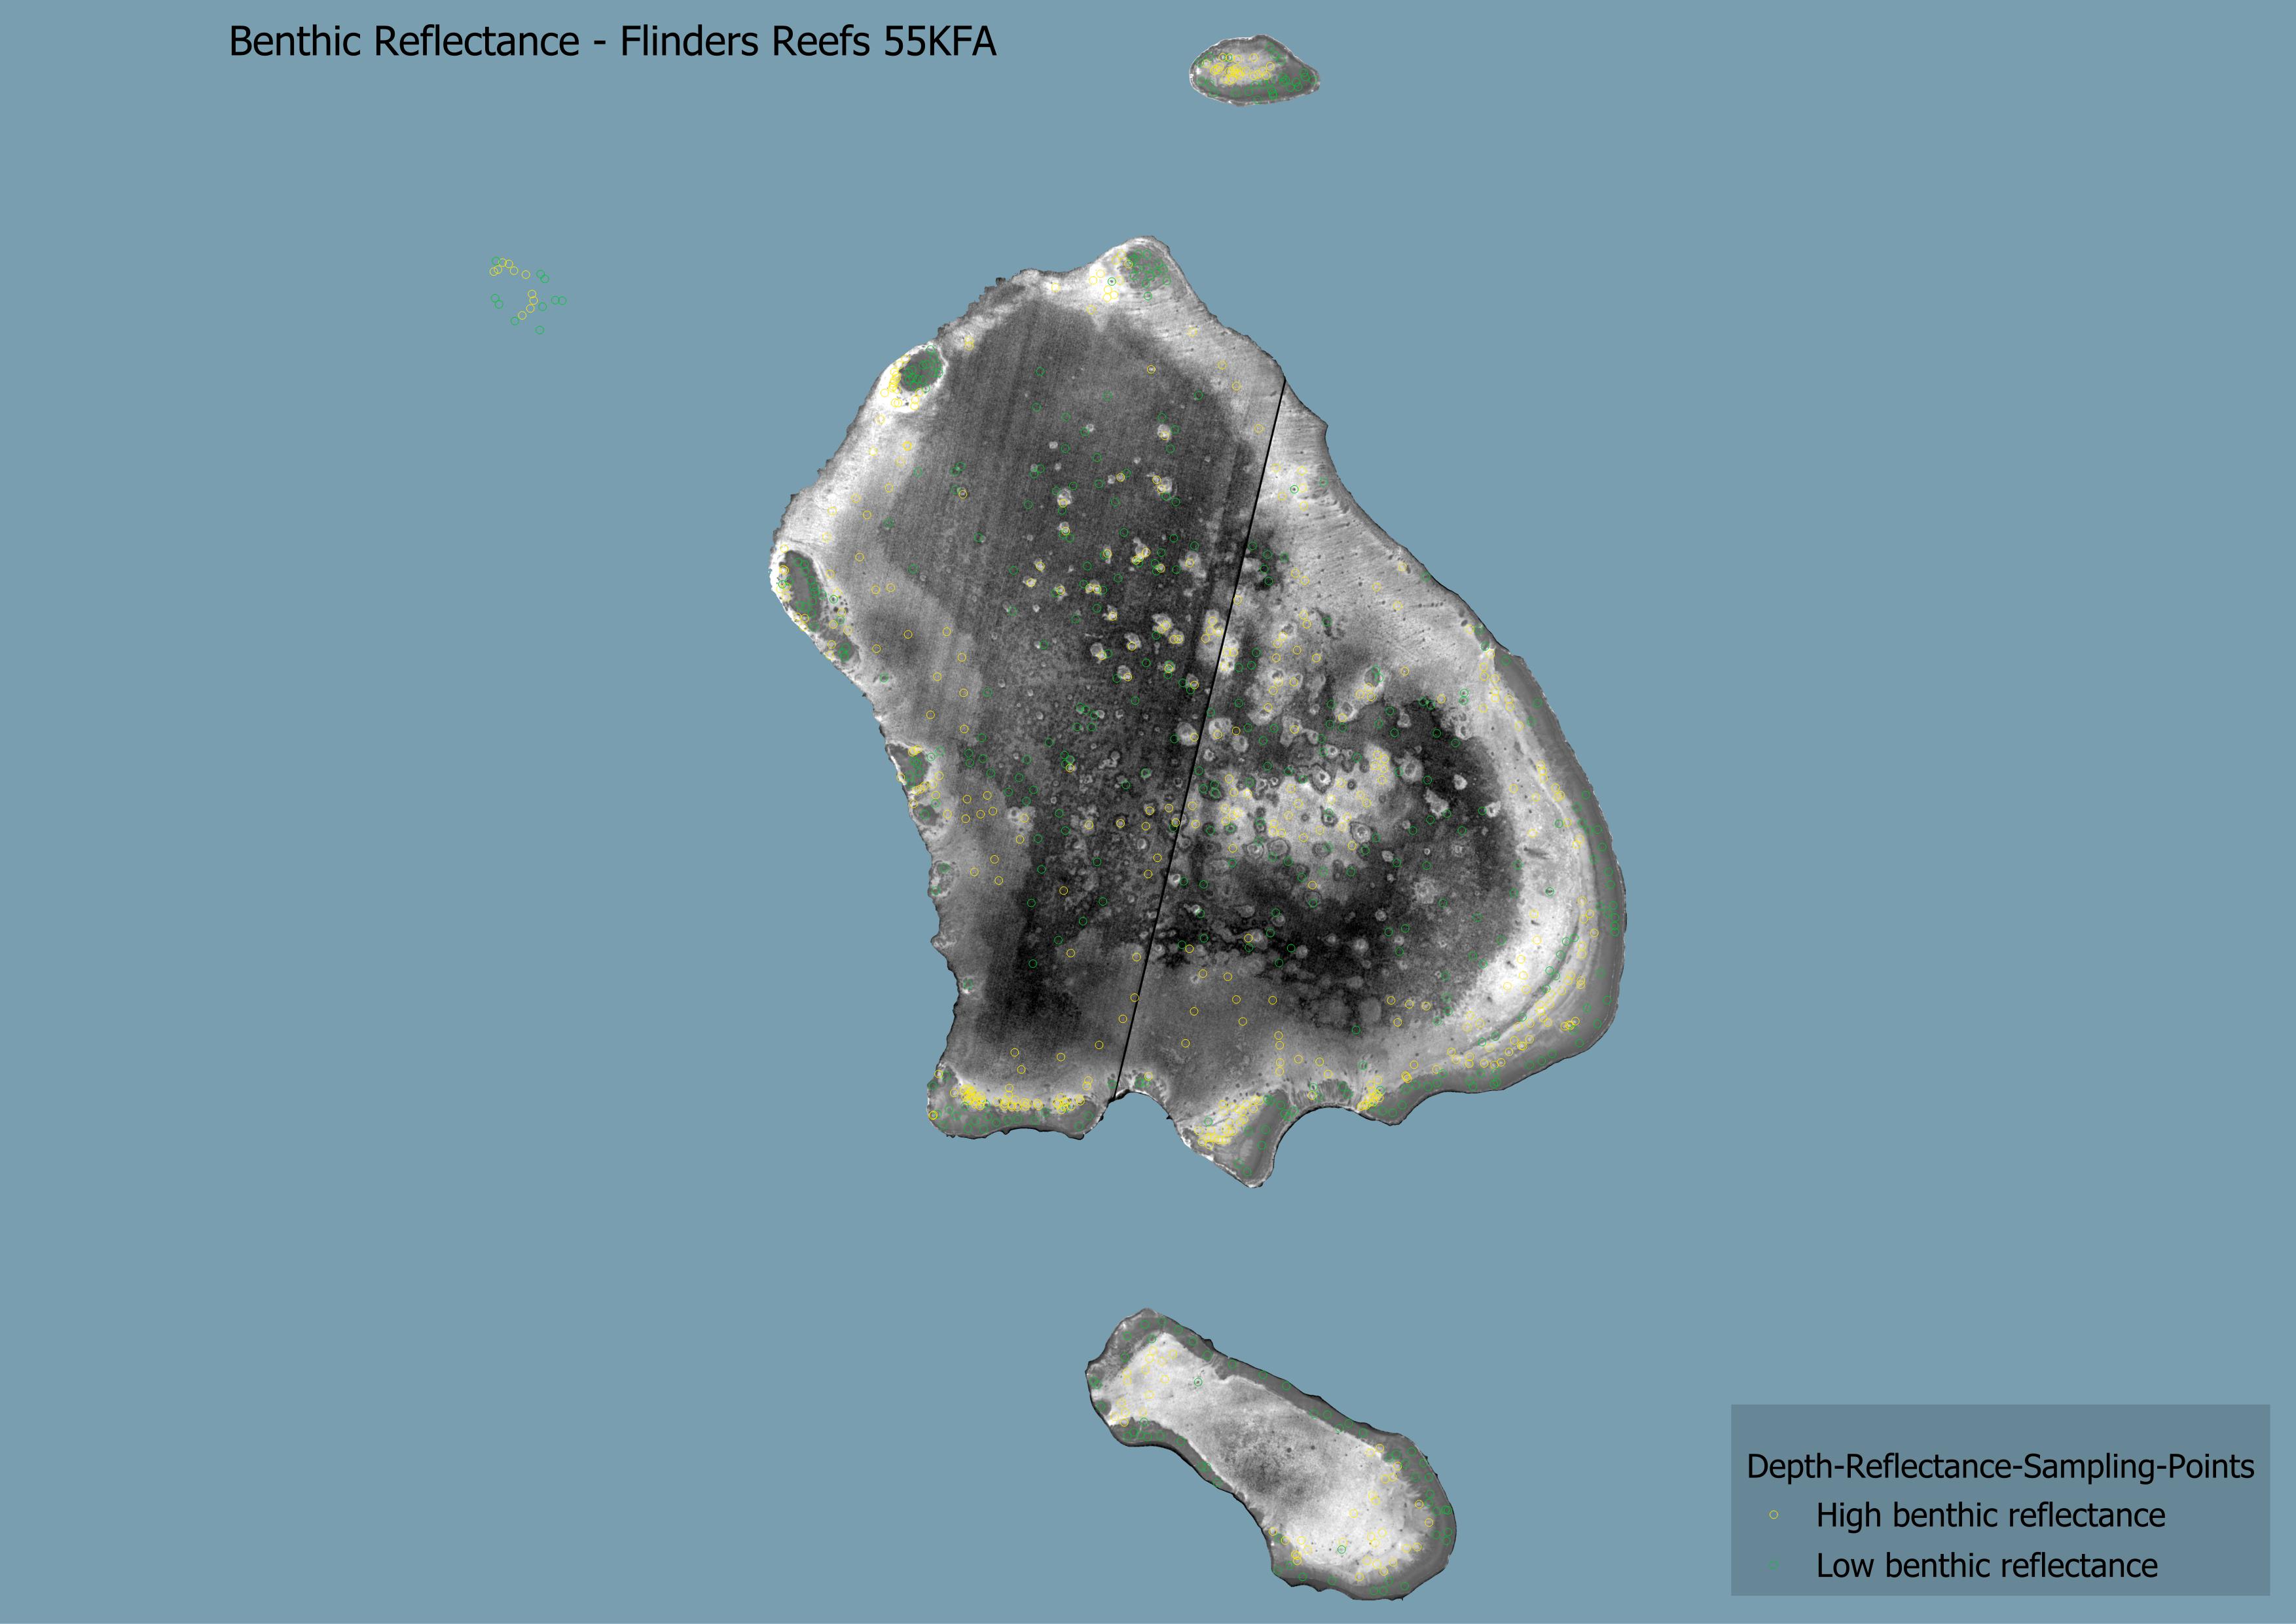 Benthic Reflectance - Flinders Reefs 55KFA
Depth-Reflectance-Sampling-Points
High benthic reflectance
Low benthic reflectance